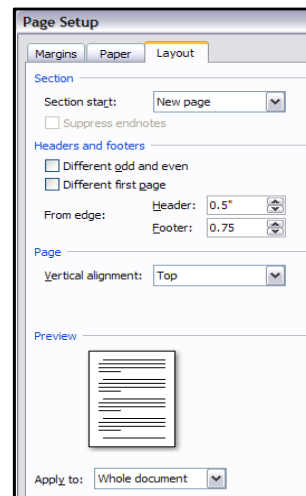 Page Setup
Margins Paper Layout
Section
Section start: New page
Suppress endnotes
Headers and footers
Different odd and even
Different first page
Header: 0.5"
From edge:
Footer: 0.75
Page
Vertical alignment: Top
Preview
Apply to: Whole document